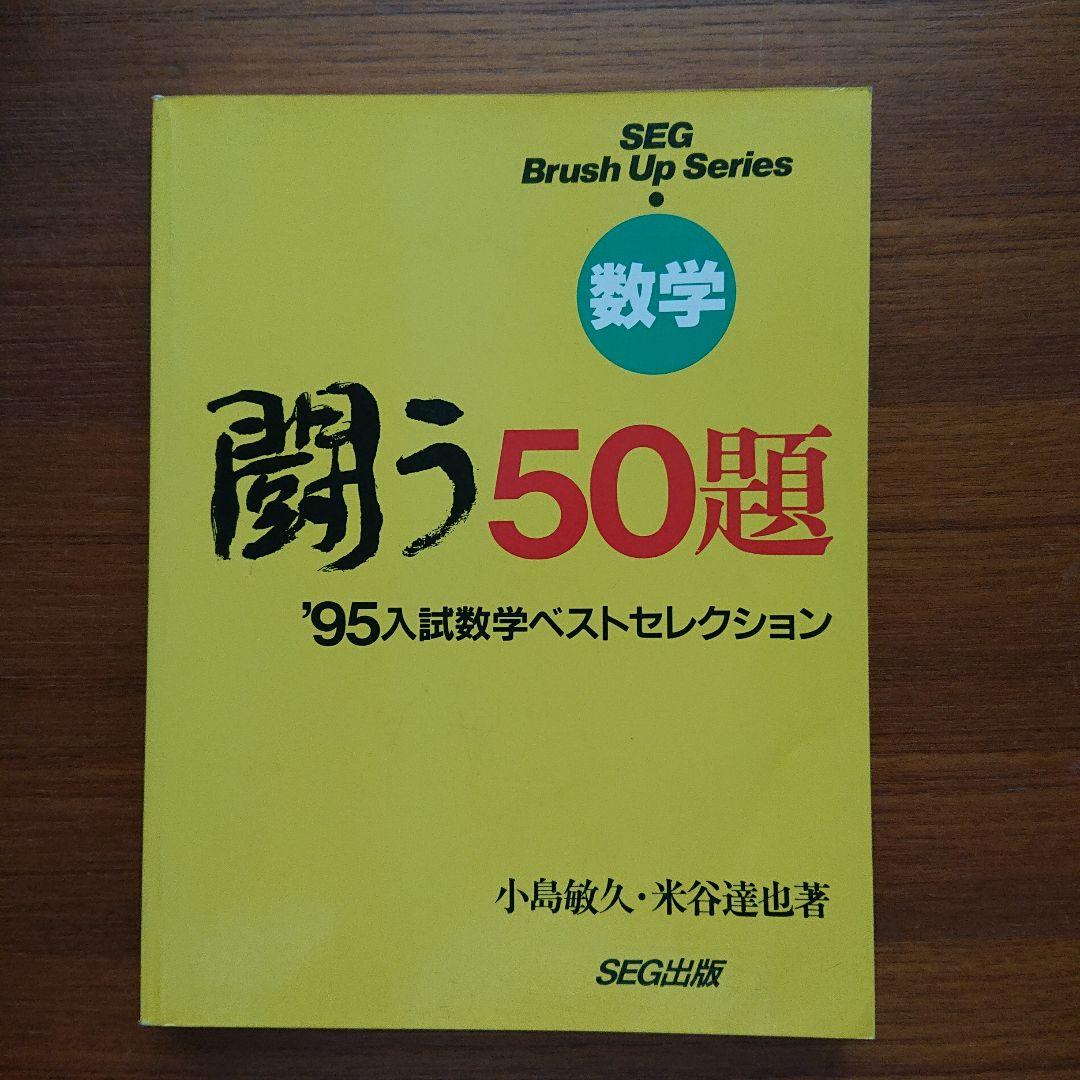 SEG
Brush Up Series
数学
闘う50題
'95入試数学ベストセレクション
小島敏久・米谷達也著
SEG出版